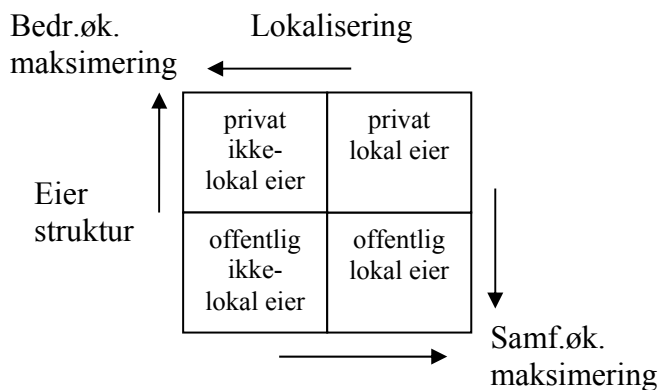 Bedr.øk.
maksimering
Lokalisering
privat
ikke-
lokal eier
privat
lokal eier
Eier
struktur
offentlig
ikke-
lokal eier
offentlig
lokal eier
Samf.øk.
maksimering